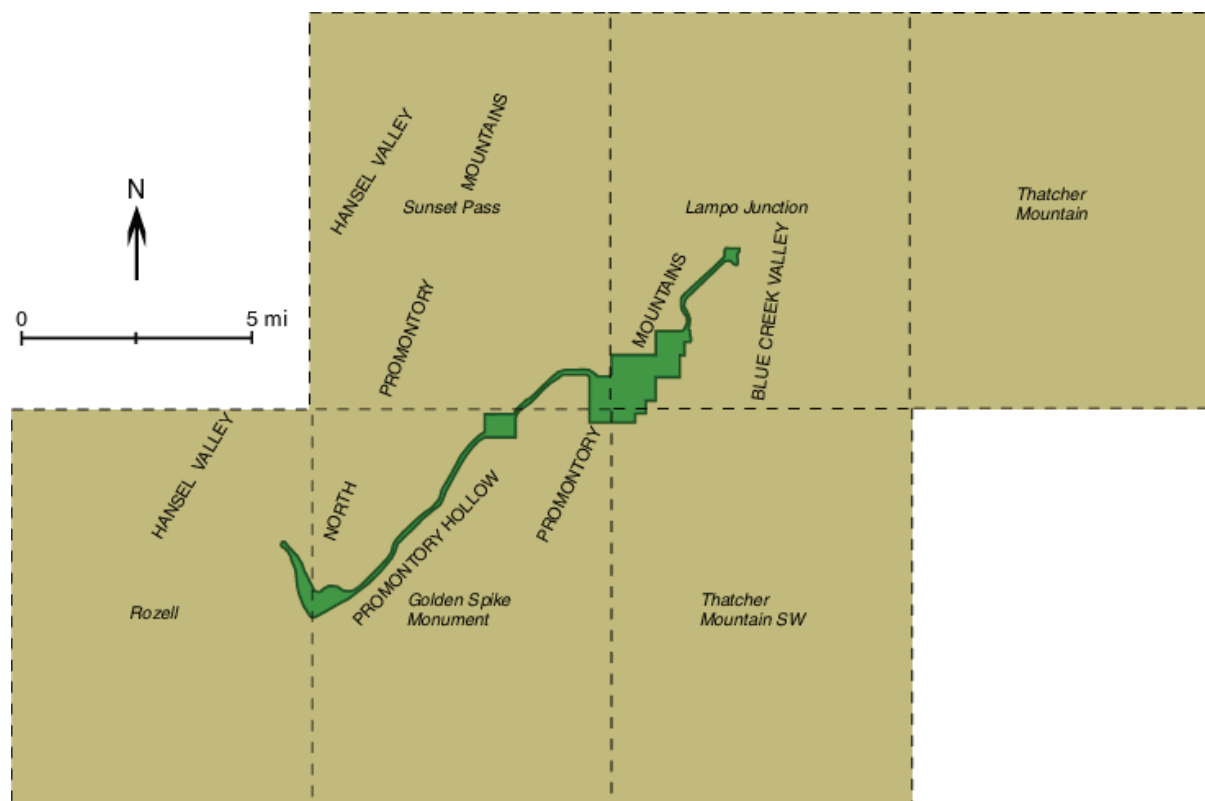 HANSEL VALLEY
MOUNTAINS
Sunset Pass
Lampo Junction
Thatcher
Mountain
N
0
5 mi
PROMONTORY
MOUNTAINS
BLUE CREEK VALLEY
HANSEL VALLEY
NORTH
PROMONTORY HOLLOW
PROMONTORY
Rozell
Golden Spike
Monument
Thatcher
Mountain SW